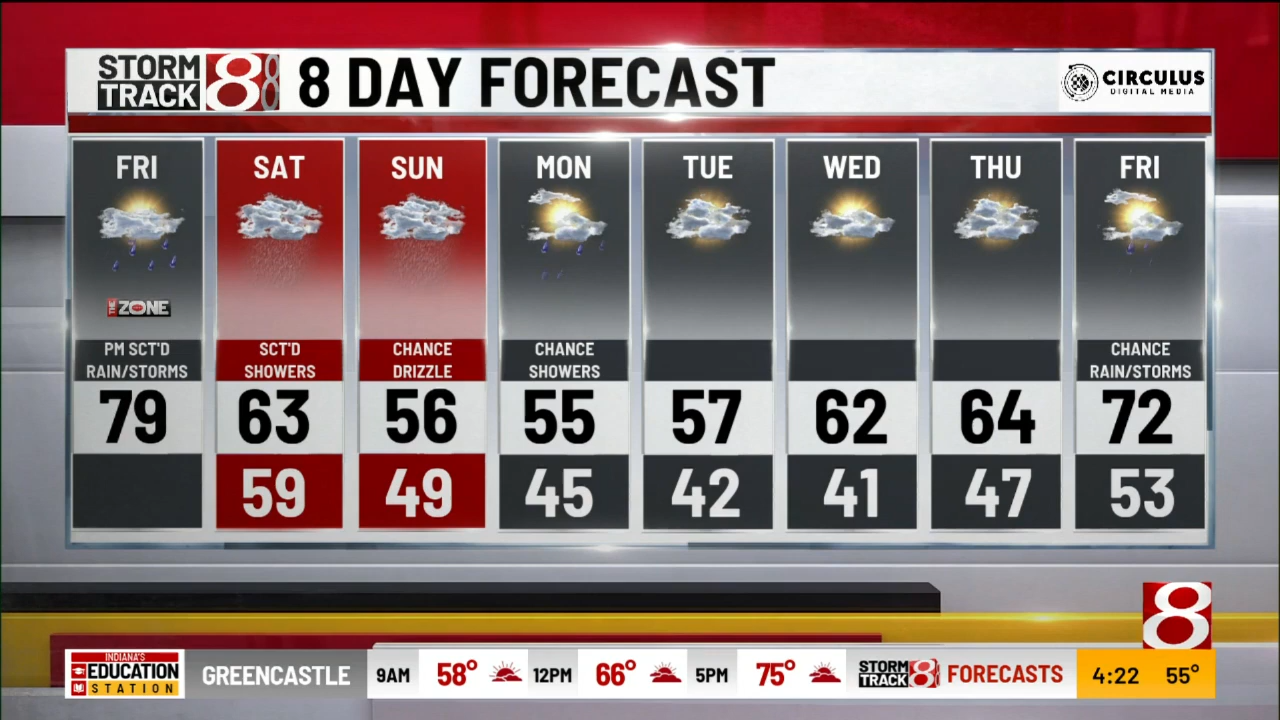 STORM TRACK 8 8 DAY FORECAST
CIRCULUS
DIGITAL MEDIA
FRI SAT SUN MON TUE WED THU FRI
THE ZONE
PM SCT'D RAIN/STORMS
SCT'D SHOWERS
CHANCE DRIZZLE
CHANCE SHOWERS
CHANCE RAIN/STORMS
79 63 56 55 57 62 64 72
59 49 45 42 41 47 53
8
INDIANA'S
EDUCATION
STATION
GREENCASTLE 9AM 58° 12PM 66° 5PM 75° STORM TRACK 8 FORECASTS 4:22 55°